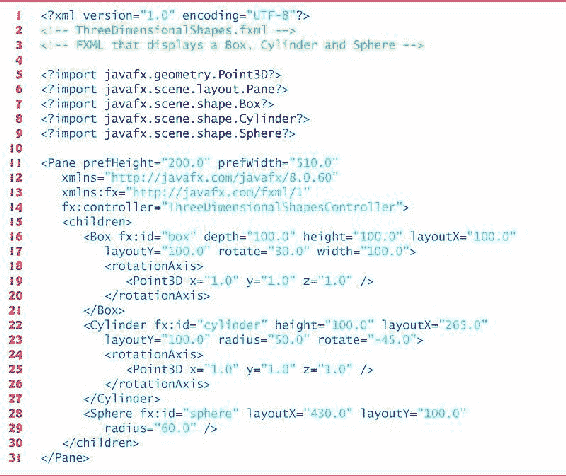 1 <?xml version="1.0" encoding="UTF-8"?>
2 <!-- ThreeDimensionalShapes.fxml -->
3 <!-- FXML that displays a Box, Cylinder and Sphere -->
4
5 <?import javafx.geometry.Point3D?>
6 <?import javafx.scene.layout.Pane?>
7 <?import javafx.scene.shape.Box?>
8 <?import javafx.scene.shape.Cylinder?>
9 <?import javafx.scene.shape.Sphere?>
10
11 <Pane prefHeight="200.0" prefWidth="510.0"
12    xmlns="http://javafx.com/javafx/8.0.60"
13    xmlns:fx="http://javafx.com/fxml/1"
14    fx:controller="ThreeDimensionalShapesController">
15    <children>
16       <Box fx:id="box" depth="100.0" height="100.0" layoutX="100.0"
17          layoutY="100.0" rotate="30.0" width="100.0">
18          <rotationAxis>
19             <Point3D x="1.0" y="1.0" z="1.0" />
20          </rotationAxis>
21       </Box>
22       <Cylinder fx:id="cylinder" height="100.0" layoutX="265.0"
23          layoutY="100.0" radius="50.0" rotate="-45.0">
24          <rotationAxis>
25             <Point3D x="1.0" y="1.0" z="1.0" />
26          </rotationAxis>
27       </Cylinder>
28       <Sphere fx:id="sphere" layoutX="430.0" layoutY="100.0"
29          radius="60.0" />
30    </children>
31 </Pane>